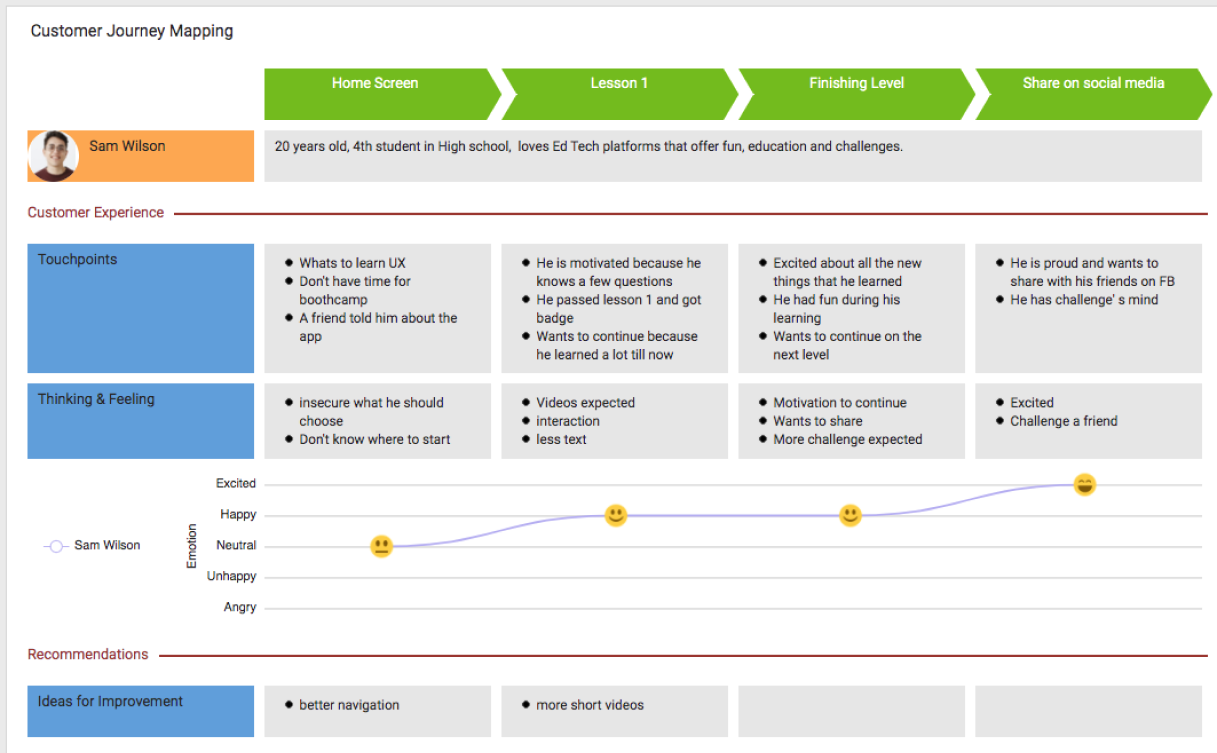 Customer Journey Mapping
Home Screen
Lesson 1
Finishing Level
Share on social media
Sam Wilson
20 years old, 4th student in High school,  loves Ed Tech platforms that offer fun, education and challenges.
Customer Experience
Touchpoints
Whats to learn UX
Don't have time for
boothcamp
A friend told him about the
app
He is motivated because he
knows a few questions
He passed lesson 1 and got
badge
Wants to continue because
he learned a lot till now
Excited about all the new
things that he learned
He had fun during his
learning
Wants to continue on the
next level
He is proud and wants to
share with his friends on FB
He has challenge' s mind
Thinking & Feeling
insecure what he should
choose
Don't know where to start
Videos expected
interaction
less text
Motivation to continue
Wants to share
More challenge expected
Excited
Challenge a friend
Sam Wilson
Emotion
Excited
Happy
Neutral
Unhappy
Angry
Recommendations
Ideas for Improvement
better navigation
more short videos